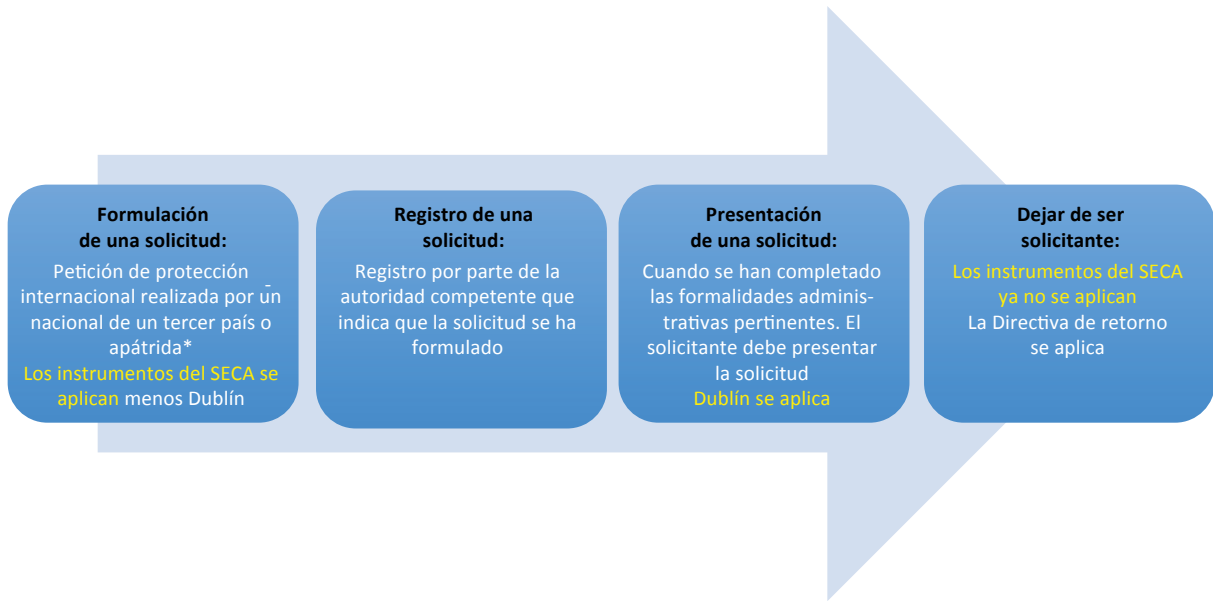 Formulación
de una solicitud:
Petición de protección
internacional realizada por un
nacional de un tercer país o
apátrida*
Los instrumentos del SECA se
aplican menos Dublín
Registro de una
solicitud:
Registro por parte de la
autoridad competente que
indica que la solicitud se ha
formulado
Presentación
de una solicitud:
Cuando se han completado
las formalidades adminis-
trativas pertinentes. El
solicitante debe presentar
la solicitud
Dublín se aplica
Dejar de ser
solicitante:
Los instrumentos del SECA
ya no se aplican
La Directiva de retorno
se aplica